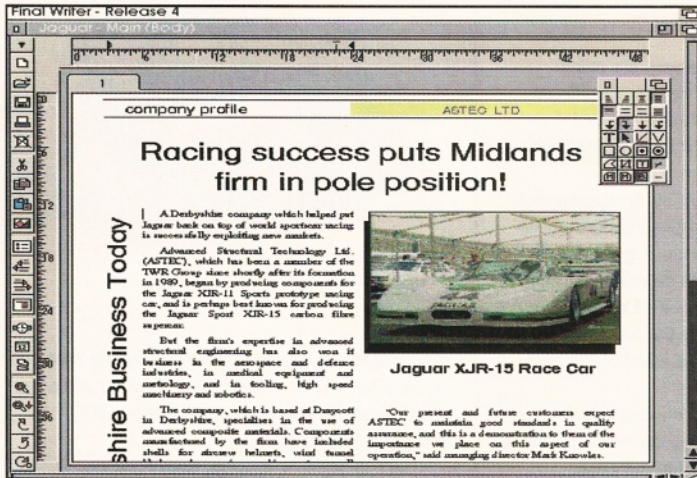 Final Writer - Release 4
Jaguar - Main (Body)
0 6 12 18 24 30 36 42 48
1
company profile ASTEC LTD
Racing success puts Midlands
firm in pole position!
shire Business Today
A Derbyshire company which helped put
Jaguar back on top of world sportscar racing
is successfully exploiting new markets.
Advanced Structural Technology Ltd.
(ASTEC), which has been a member of the
TWR Group since shortly after its formation
in 1989, began by producing components for
the Jaguar XJR-11 Sports prototype racing
car, and is perhaps best known for producing
the Jaguar Sport XJR-15 carbon fibre
supercar.
But the firm's expertise in advanced
structural engineering has also won it
business in the aerospace and defence
industries, in medical equipment and
metrology, and in tooling, high speed
machinery and robotics.
The company, which is based at Draycott
in Derbyshire, specialises in the use of
advanced composite materials. Components
manufactured by the firm have included
shells for aircrew helmets, wind tunnel
Jaguar XJR-15 Race Car
"Our present and future customers expect
ASTEC to maintain good standards in quality
assurance, and this is a demonstration to them of the
importance we place on this aspect of our
operation," said managing director Mark Knowles.